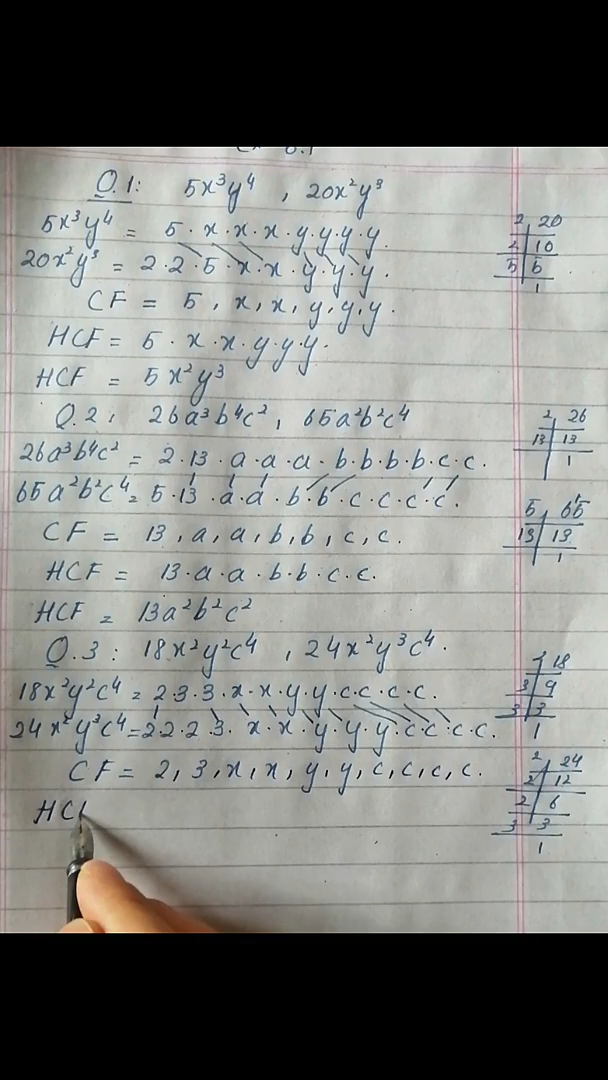 Q.1: 5x³y⁴ , 20x²y³
5x³y⁴ = 5·x·x·x·y·y·y·y.
20x²y³ = 2·2·5·x·x·y·y·y.
CF = 5, x, x, y, y, y.
HCF = 5·x·x·y·y·y.
HCF = 5x²y³
2 20
2 10
5 5
1
Q.2: 26a³b⁴c², 65a²b²c⁴
26a³b⁴c² = 2·13·a·a·a·b·b·b·b·c·c.
65a²b²c⁴ = 5·13·a·a·b·b·c·c·c·c.
CF = 13, a, a, b, b, c, c.
HCF = 13·a·a·b·b·c·c.
HCF = 13a²b²c²
2 26
13 13
1
5 65
13 13
1
Q.3: 18x²y²c⁴ , 24x²y³c⁴.
18x²y²c⁴ = 2·3·3·x·x·y·y·c·c·c·c.
24x²y³c⁴ = 2·2·2·3·x·x·y·y·y·c·c·c·c.
CF = 2, 3, x, x, y, y, c, c, c, c.
HC
2 18
3 9
3 3
1
2 24
2 12
2 6
3 3
1